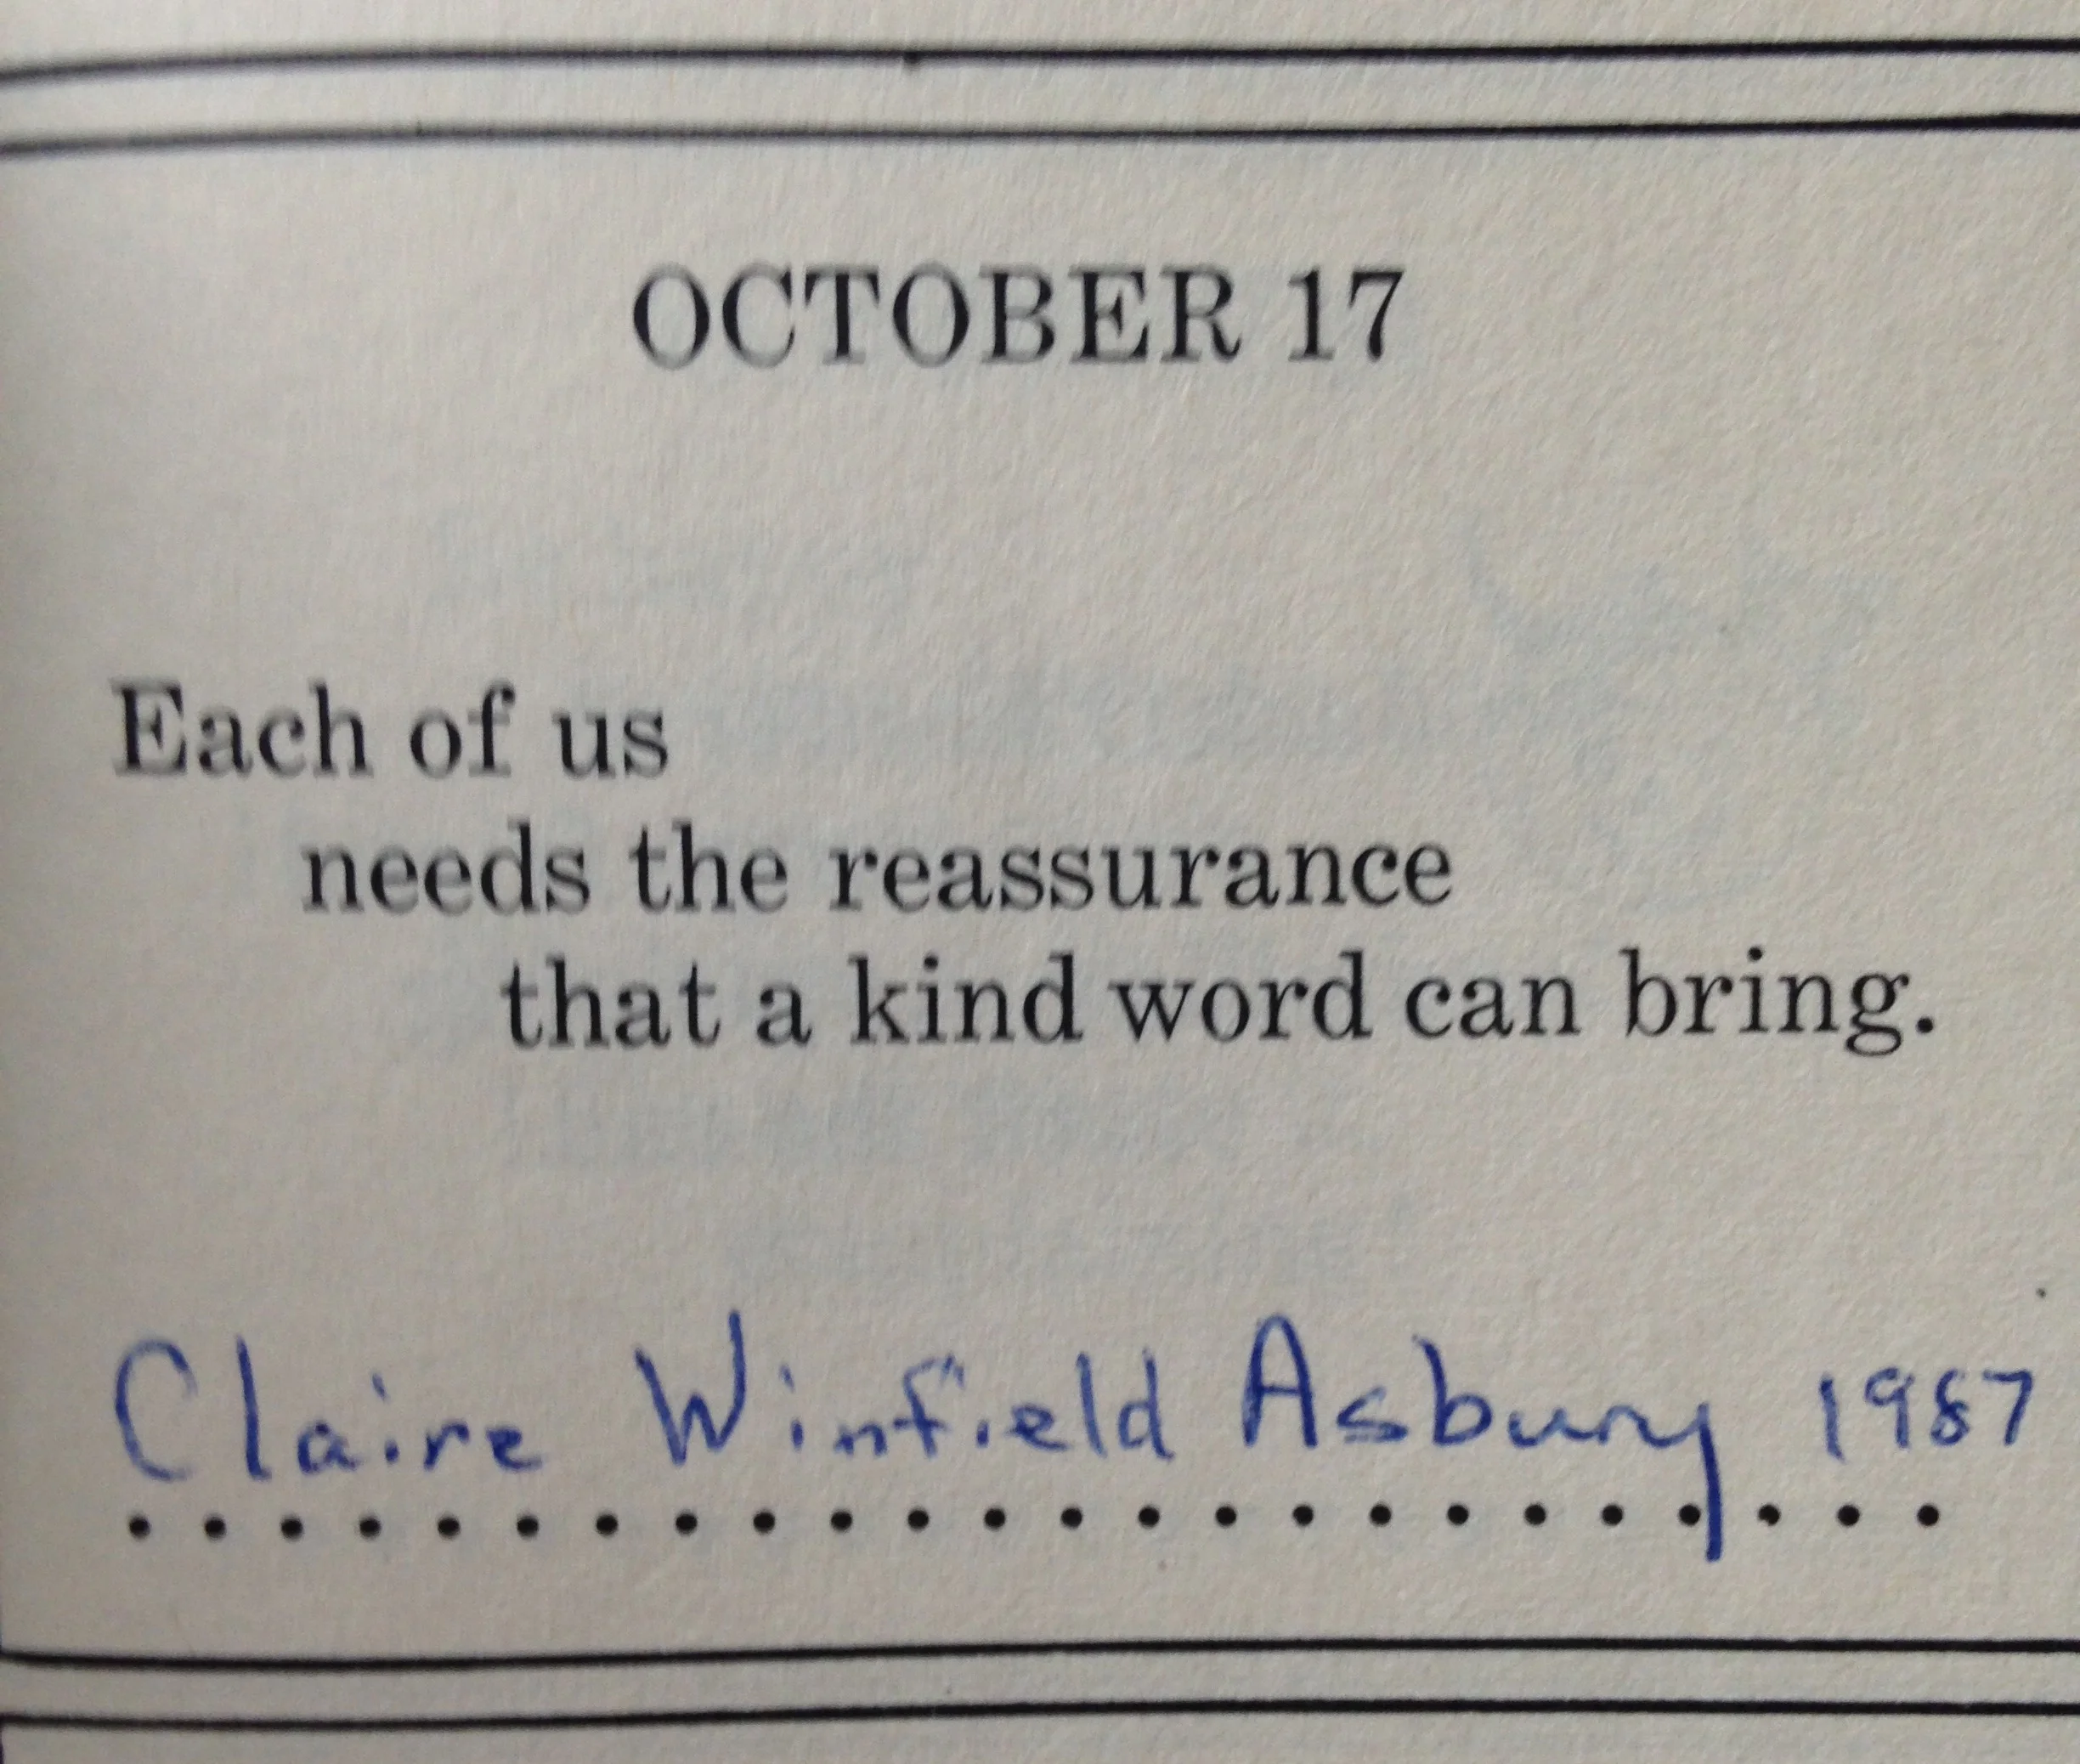 OCTOBER 17
Each of us
needs the reassurance
that a kind word can bring.
Claire Winfield Asbury 1987